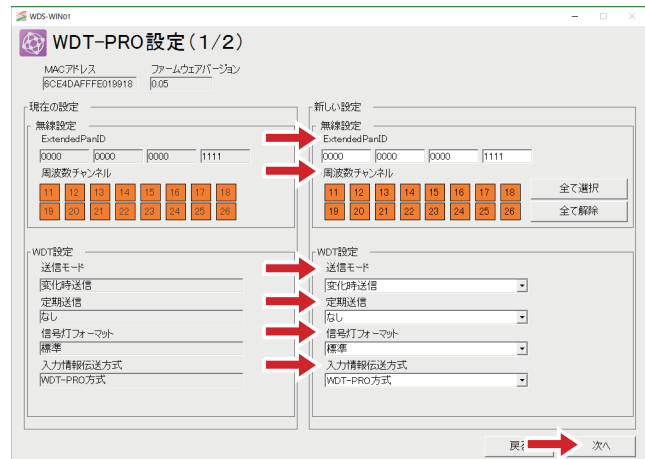 WDS-WIN01
WDT-PRO設定(1/2)
MACアドレス ファームウェアバージョン
6CE4DAFFFE019918 0.05
現在の設定
無線設定
ExtendedPanID
0000 0000 0000 1111
周波数チャンネル
11 12 13 14 15 16 17 18
19 20 21 22 23 24 25 26
WDT設定
送信モード
変化時送信
定期送信
なし
信号灯フォーマット
標準
入力情報伝送方式
WDT-PRO方式
新しい設定
無線設定
ExtendedPanID
0000 0000 0000 1111
周波数チャンネル
11 12 13 14 15 16 17 18 全て選択
19 20 21 22 23 24 25 26 全て解除
WDT設定
送信モード
変化時送信
定期送信
なし
信号灯フォーマット
標準
入力情報伝送方式
WDT-PRO方式
次へ